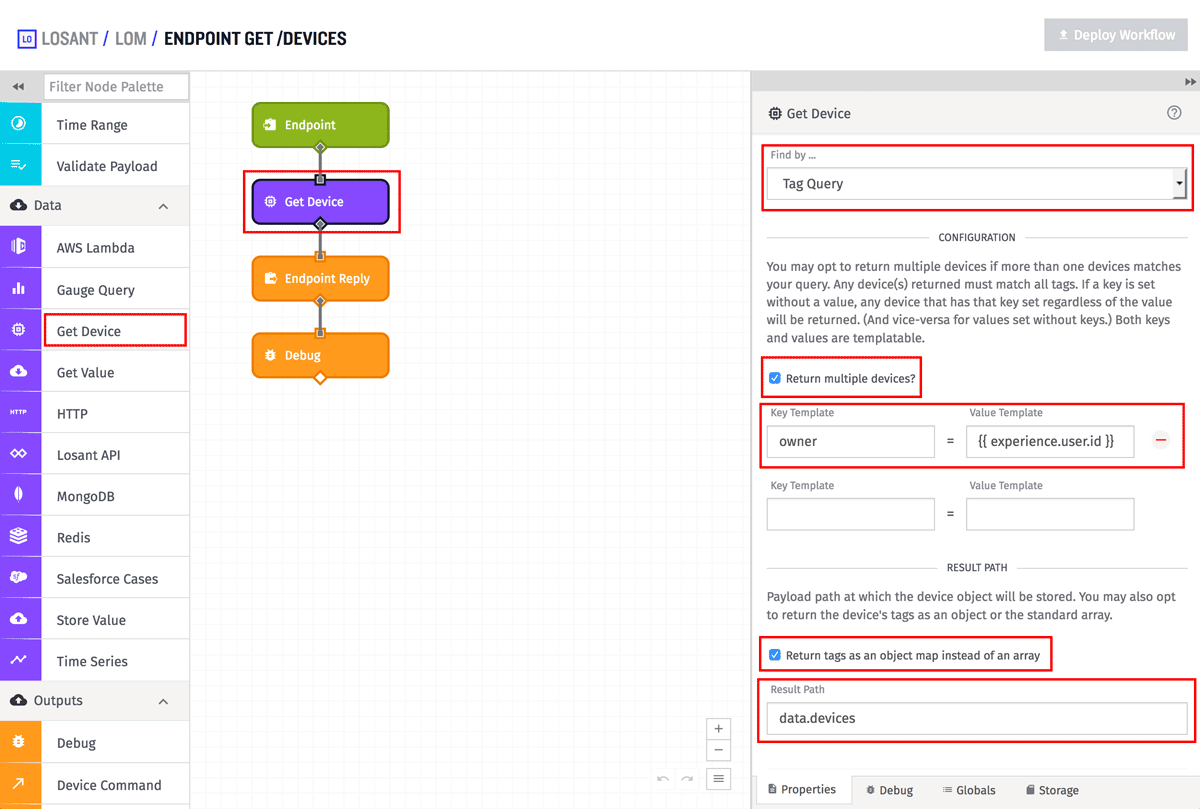 LO LOSANT / LOM / ENDPOINT GET /DEVICES
Deploy Workflow
Filter Node Palette
Time Range
Validate Payload
Data
AWS Lambda
Gauge Query
Get Device
Get Value
HTTP HTTP
Losant API
MongoDB
Redis
sf Salesforce Cases
Store Value
Time Series
Outputs
Debug
Device Command
Endpoint
Get Device
Endpoint Reply
Debug
Get Device
Find by ...
Tag Query
CONFIGURATION
You may opt to return multiple devices if more than one devices matches
your query. Any device(s) returned must match all tags. If a key is set
without a value, any device that has that key set regardless of the value
will be returned. (And vice-versa for values set without keys.) Both keys
and values are templatable.
Return multiple devices?
Key Template Value Template
owner = {{ experience.user.id }}
Key Template Value Template
=
RESULT PATH
Payload path at which the device object will be stored. You may also opt
to return the device's tags as an object or the standard array.
Return tags as an object map instead of an array
Result Path
data.devices
Properties Debug Globals Storage